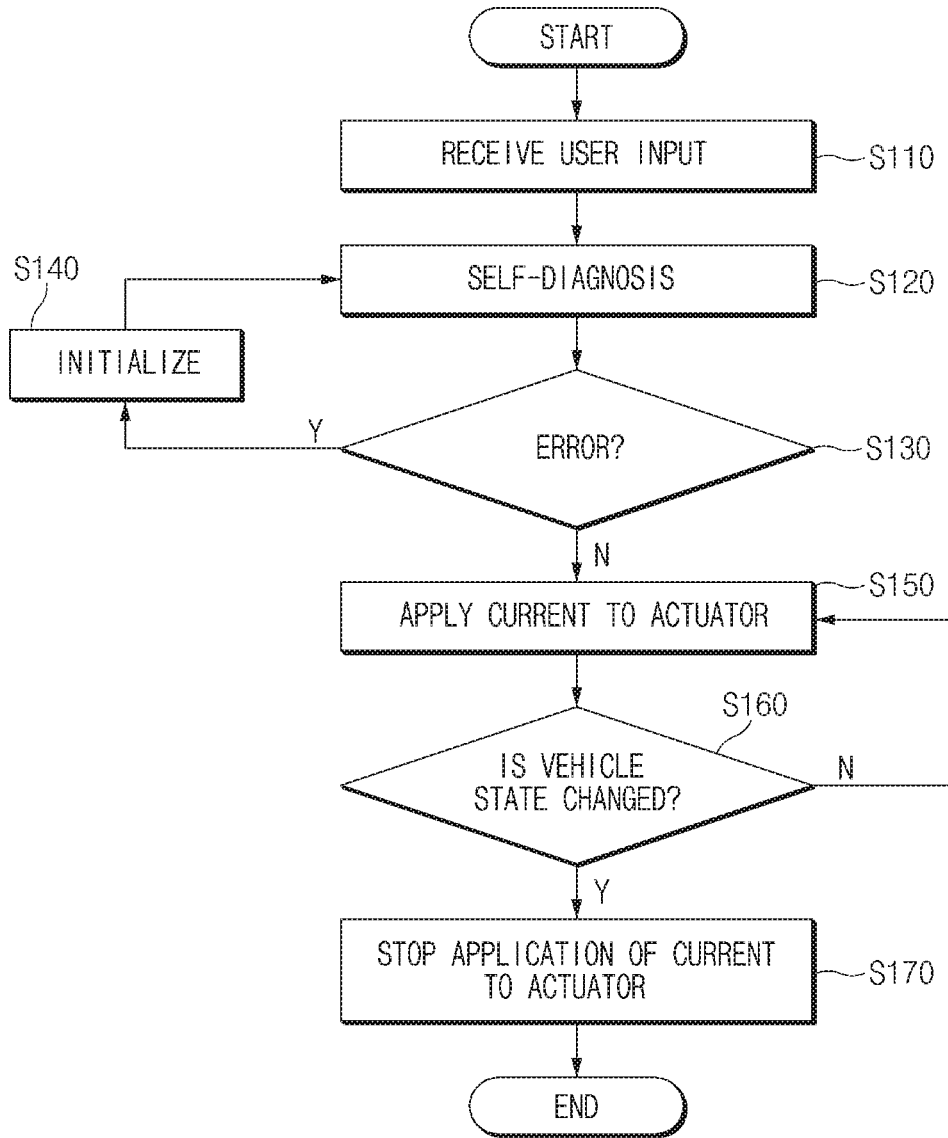 START
RECEIVE USER INPUT
S110
S140
SELF-DIAGNOSIS
S120
INITIALIZE
Y
ERROR?
S130
N
S150
APPLY CURRENT TO ACTUATOR
S160
IS VEHICLE
STATE CHANGED?
N
Y
STOP APPLICATION OF CURRENT
TO ACTUATOR
S170
END